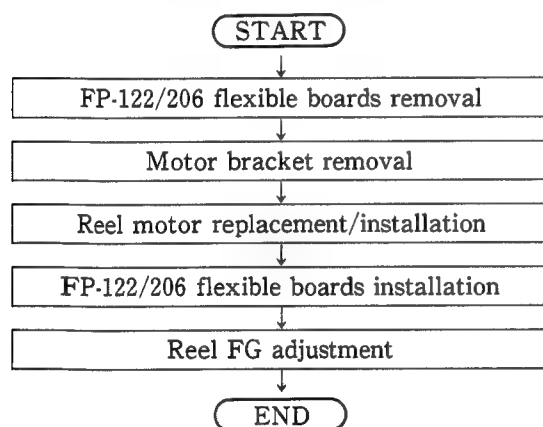 START
FP-122/206 flexible boards removal
Motor bracket removal
Reel motor replacement/installation
FP-122/206 flexible boards installation
Reel FG adjustment
END